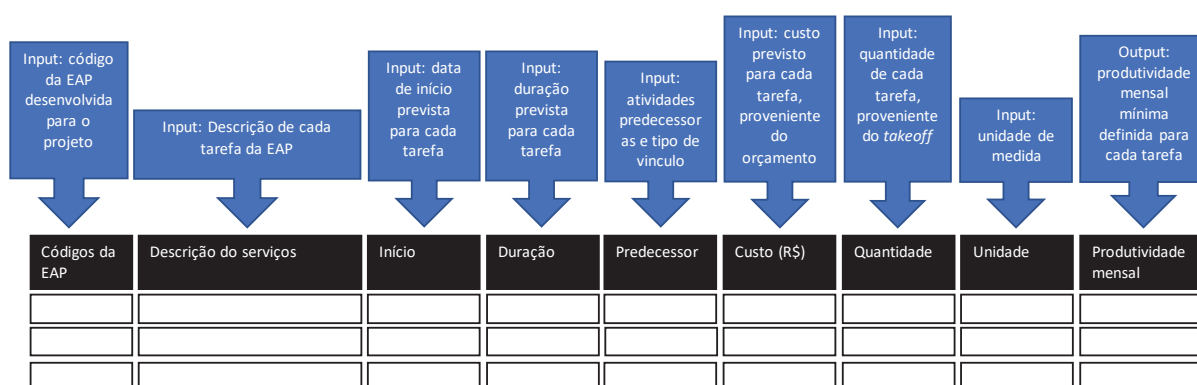 Input: código
da EAP
desenvolvida
para o
projeto
Input: Descrição de cada
tarefa da EAP
Input: data
de início
prevista
para cada
tarefa
Input:
duração
prevista
para cada
tarefa
Input:
atividades
predecessor
as e tipo de
vinculo
Input: custo
previsto
para cada
tarefa,
proveniente
do
orçamento
Input:
quantidade
de cada
tarefa,
proveniente
do takeoff
Input:
unidade de
medida
Output:
produtividade
mensal
mínima
definida para
cada tarefa
Códigos da
EAP
Descrição do serviços
Início
Duração
Predecessor
Custo (R$)
Quantidade
Unidade
Produtividade
mensal